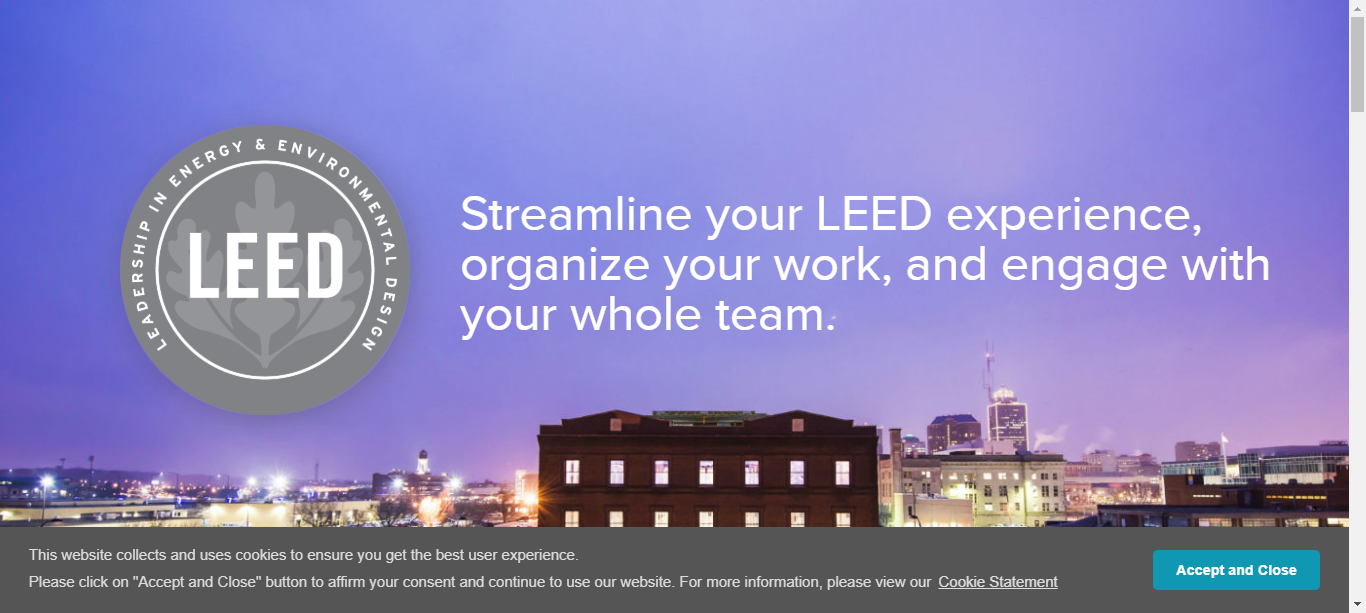 LEADERSHIP IN ENERGY & ENVIRONMENTAL DESIGN
LEED
Streamline your LEED experience,
organize your work, and engage with
your whole team.
This website collects and uses cookies to ensure you get the best user experience.
Please click on "Accept and Close" button to affirm your consent and continue to use our website. For more information, please view our Cookie Statement
Accept and Close